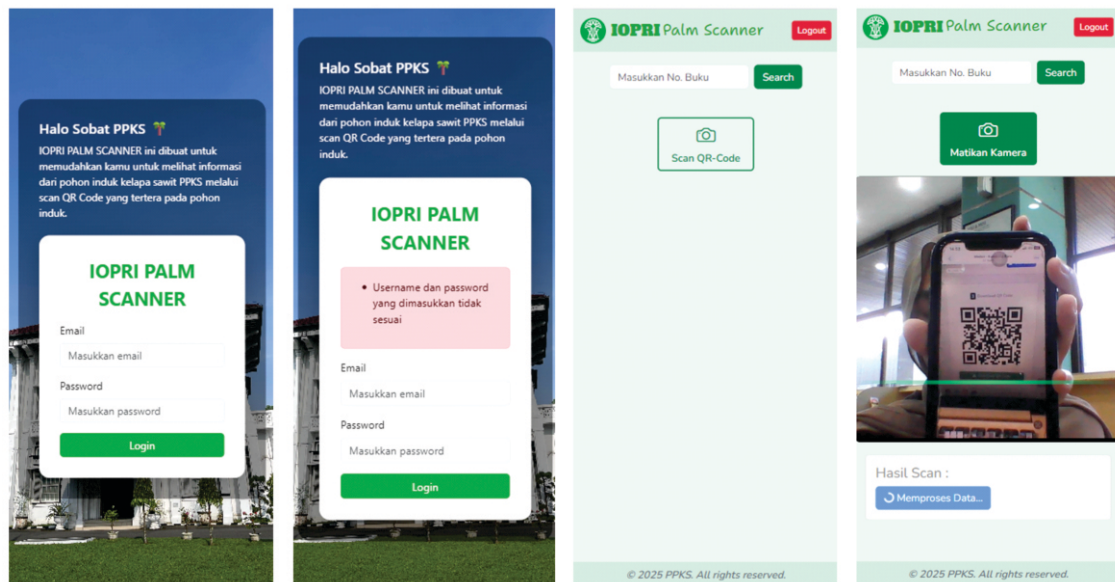 Halo Sobat PPKS 🌴
IOPRI PALM SCANNER ini dibuat untuk
memudahkan kamu untuk melihat informasi
dari pohon induk kelapa sawit PPKS melalui
scan QR Code yang tertera pada pohon
induk.
IOPRI PALM
SCANNER
Email
Masukkan email
Password
Masukkan password
Login
Halo Sobat PPKS 🌴
IOPRI PALM SCANNER ini dibuat untuk
memudahkan kamu untuk melihat informasi
dari pohon induk kelapa sawit PPKS melalui
scan QR Code yang tertera pada pohon
induk.
IOPRI PALM
SCANNER
• Username dan password
yang dimasukkan tidak
sesuai
Email
Masukkan email
Password
Masukkan password
Login
IOPRI Palm Scanner
Logout
Masukkan No. Buku
Search
Scan QR-Code
© 2025 PPKS. All rights reserved.
IOPRI Palm Scanner
Logout
Masukkan No. Buku
Search
Matikan Kamera
Hasil Scan :
Memproses Data...
© 2025 PPKS. All rights reserved.